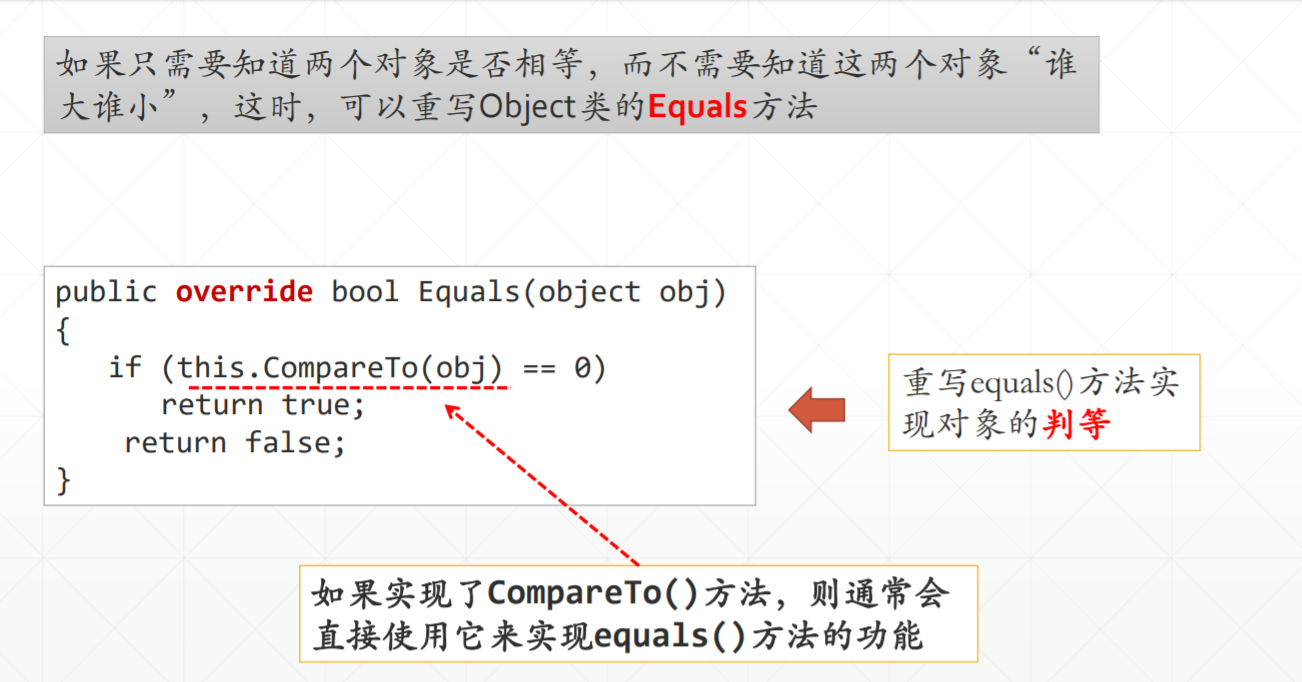 如果只需要知道两个对象是否相等，而不需要知道这两个对象“谁
大谁小”，这时，可以重写Object类的Equals方法
public override bool Equals(object obj)
{
if (this.CompareTo(obj) == 0)
return true;
return false;
}
重写equals()方法实
现对象的判等
如果实现了CompareTo()方法，则通常会
直接使用它来实现equals()方法的功能